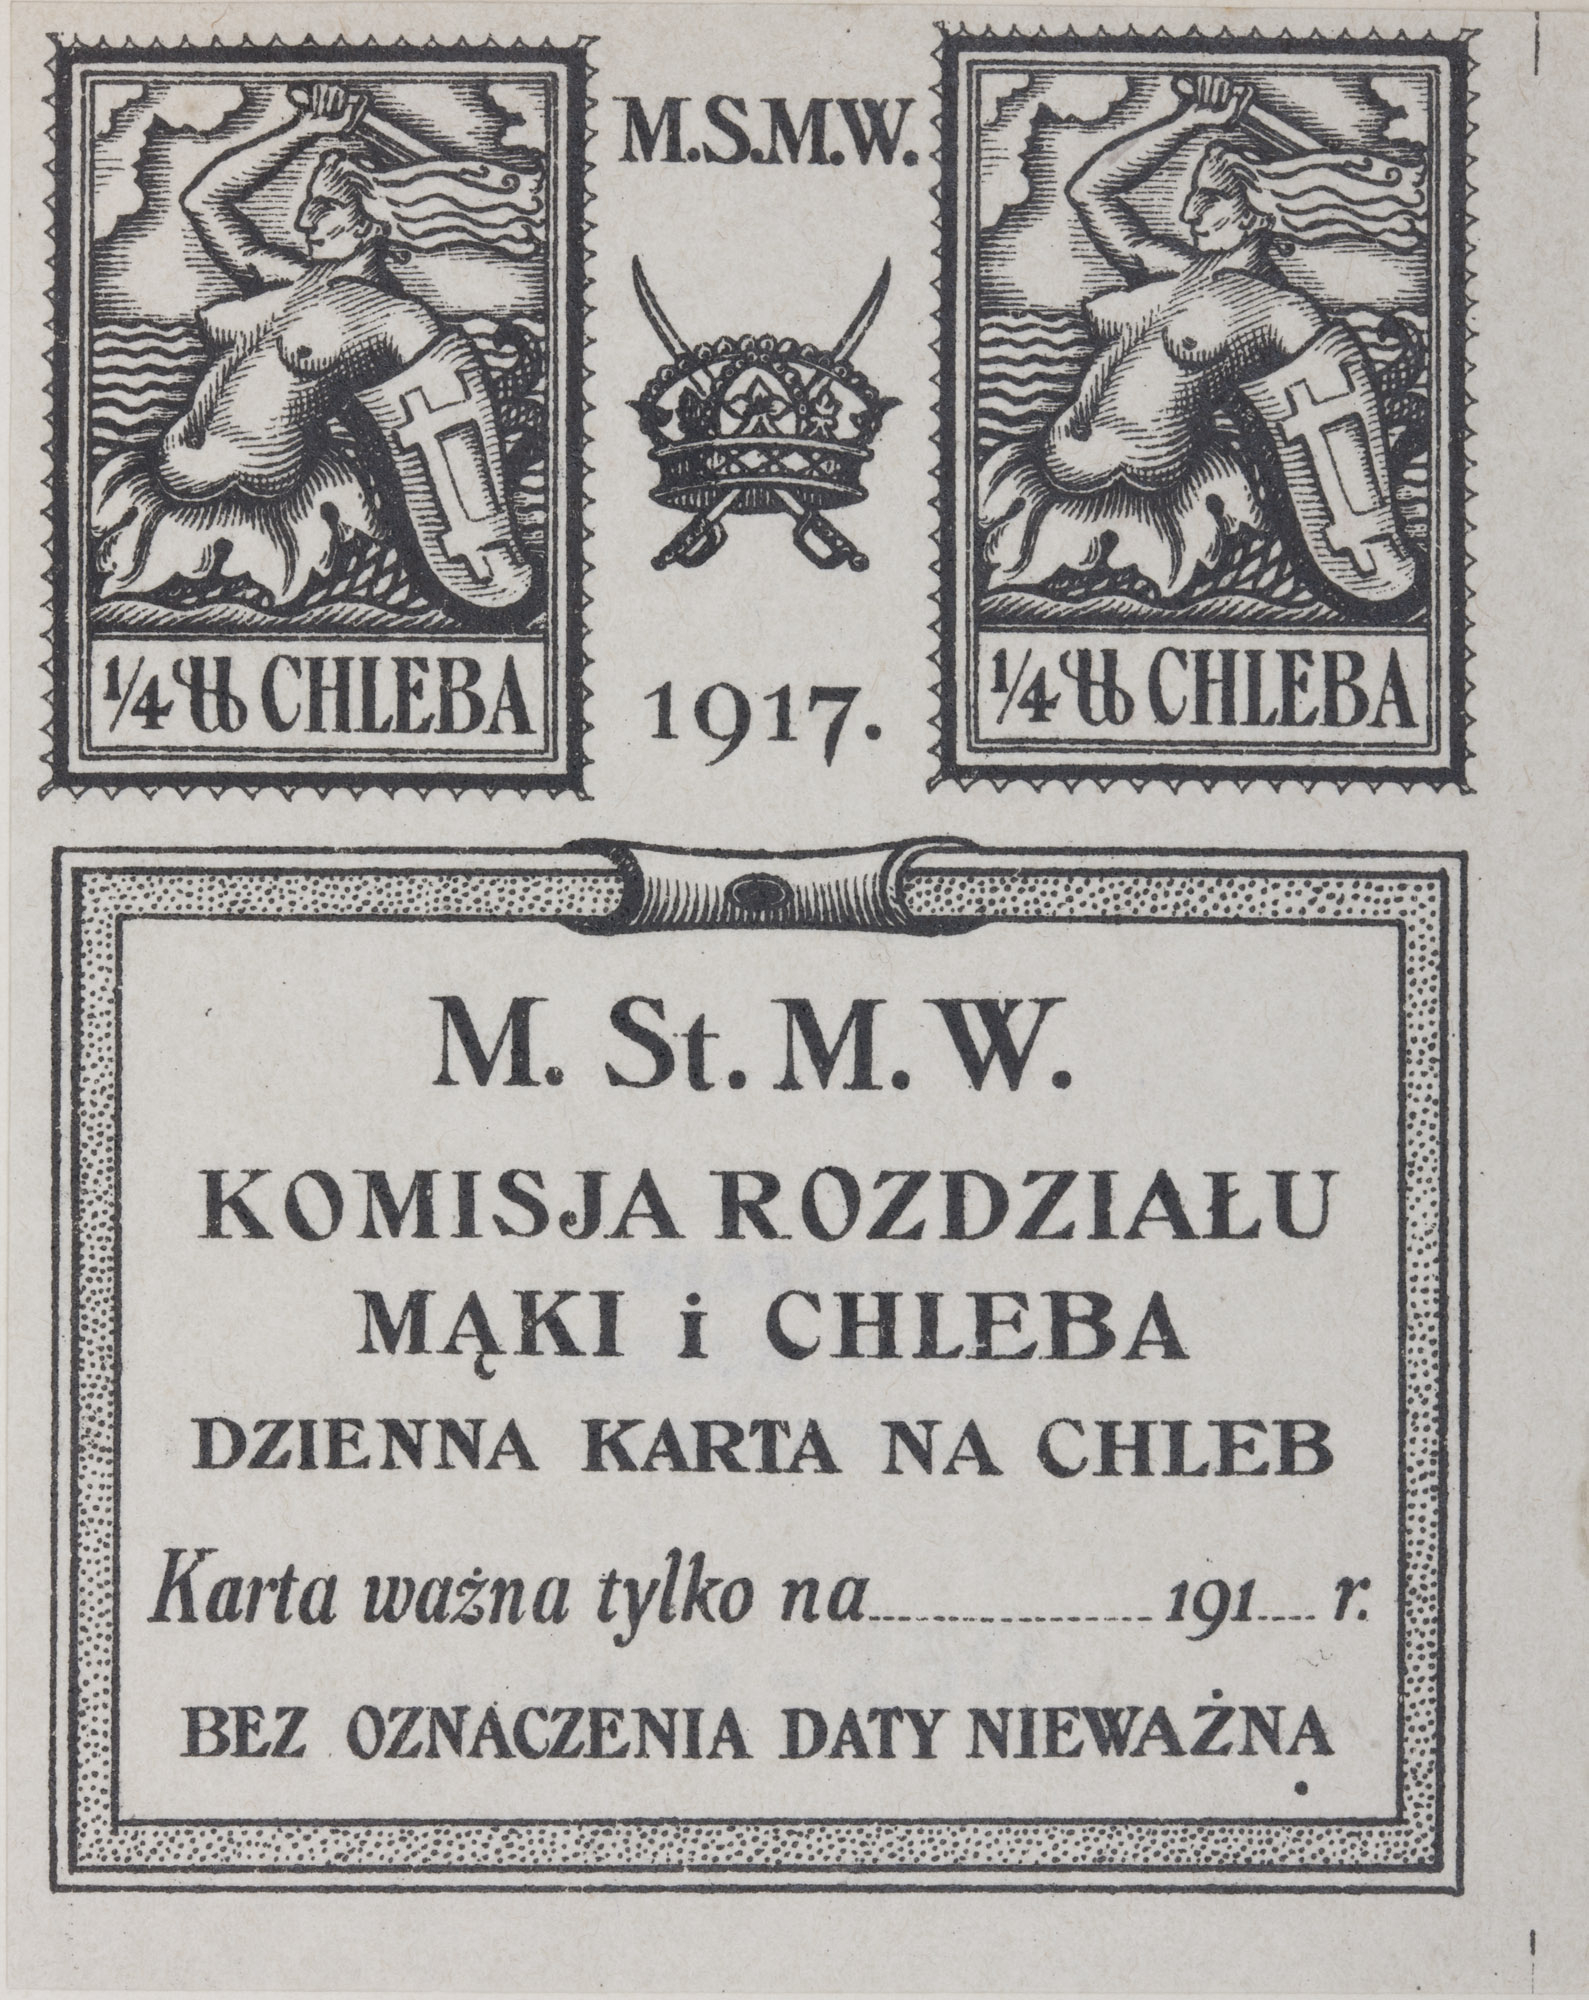 M.S.M.W.
1917.
¼ ℔ CHLEBA
¼ ℔ CHLEBA
M. St. M. W.
KOMISJA ROZDZIAŁU
MĄKI i CHLEBA
DZIENNA KARTA NA CHLEB
Karta ważna tylko na............... 191.... r.
BEZ OZNACZENIA DATY NIEWAŻNA